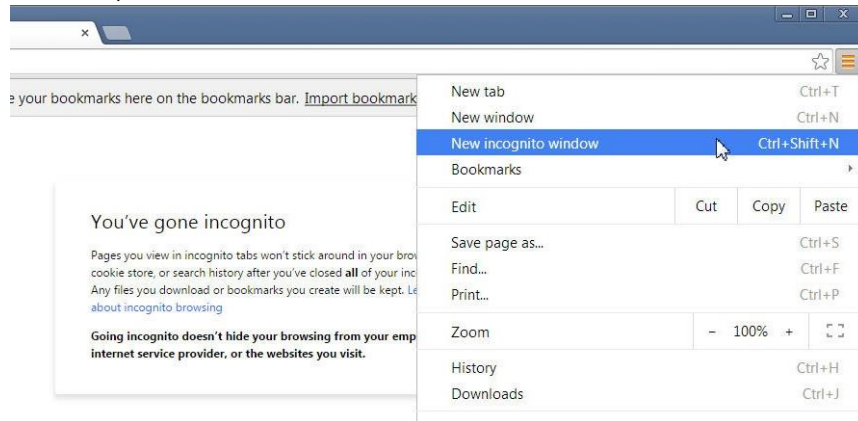 e your bookmarks here on the bookmarks bar. Import bookmark
New tab Ctrl+T
New window Ctrl+N
New incognito window Ctrl+Shift+N
Bookmarks
Edit Cut Copy Paste
Save page as... Ctrl+S
Find... Ctrl+F
Print... Ctrl+P
Zoom - 100% +
History Ctrl+H
Downloads Ctrl+J
You've gone incognito
Pages you view in incognito tabs won't stick around in your brow
cookie store, or search history after you've closed all of your inc
Any files you download or bookmarks you create will be kept. Le
about incognito browsing
Going incognito doesn't hide your browsing from your emp
internet service provider, or the websites you visit.